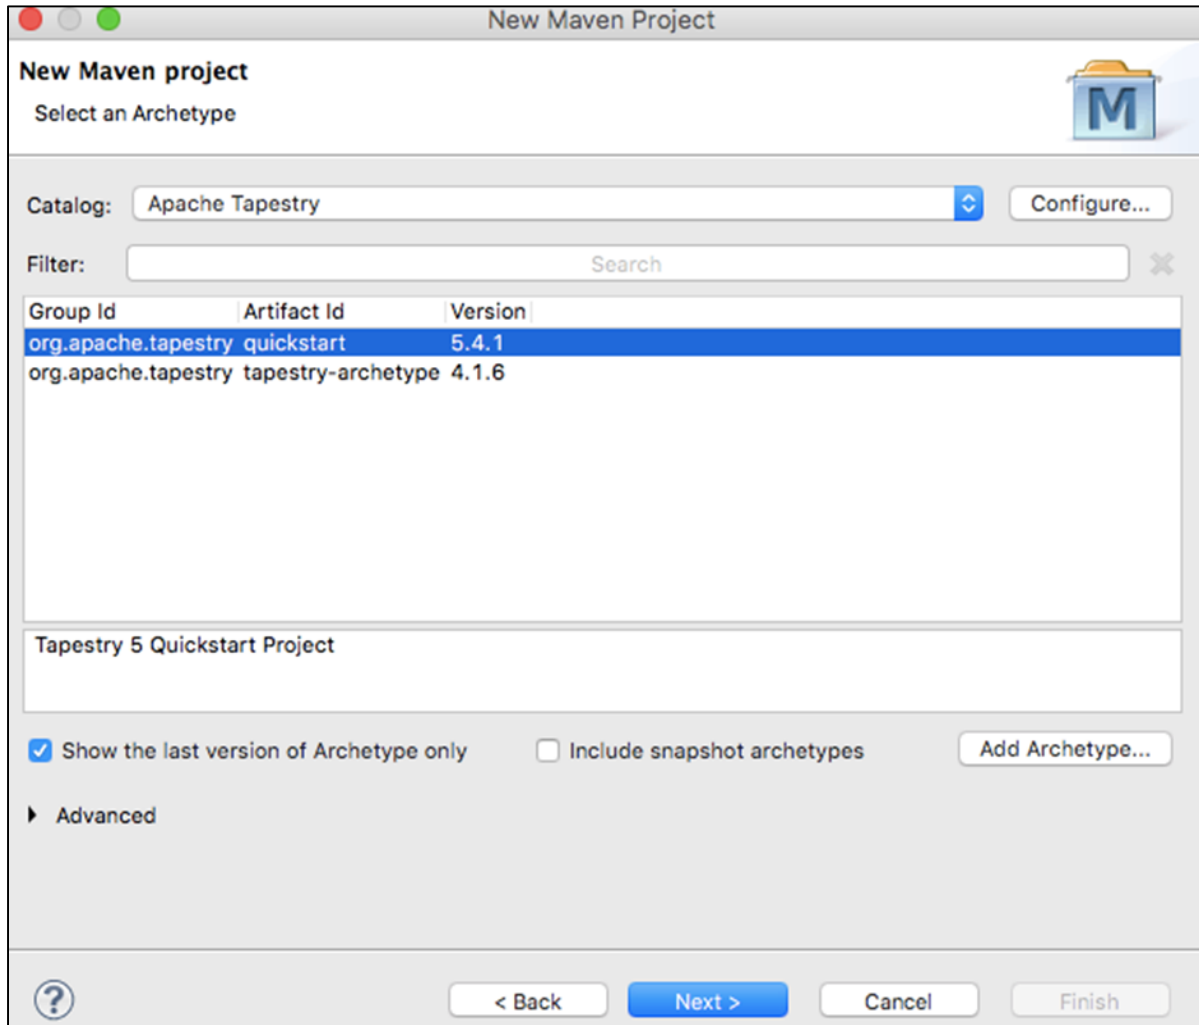 New Maven Project
New Maven project
Select an Archetype
M
Catalog: Apache Tapestry Configure...
Filter: Search
Group Id Artifact Id Version
org.apache.tapestry quickstart 5.4.1
org.apache.tapestry tapestry-archetype 4.1.6
Tapestry 5 Quickstart Project
Show the last version of Archetype only Include snapshot archetypes Add Archetype...
Advanced
? < Back Next > Cancel Finish